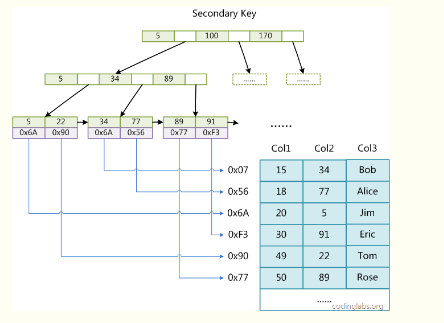 Secondary Key
5 100 170
5 34 89
........ ........
5 22 34 77 89 91
0x6A 0x90 0x6A 0x56 0x77 0xF3
......
Col1 Col2 Col3
0x07 15 34 Bob
0x56 18 77 Alice
0x6A 20 5 Jim
0xF3 30 91 Eric
0x90 49 22 Tom
0x77 50 89 Rose
......
codinglabs.org